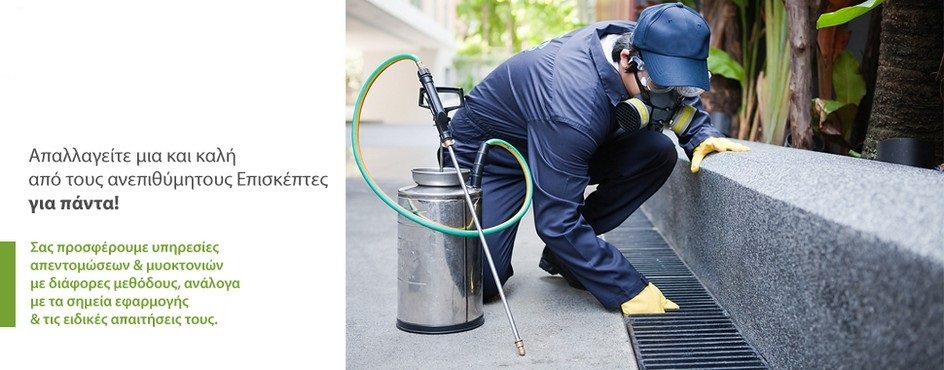 Απαλλαγείτε μια και καλή
από τους ανεπιθύμητους Επισκέπτες
για πάντα!
Σας προσφέρουμε υπηρεσίες
απεντομώσεων & μυοκτονιών
με διάφορες μεθόδους, ανάλογα
με τα σημεία εφαρμογής
& τις ειδικές απαιτήσεις τους.